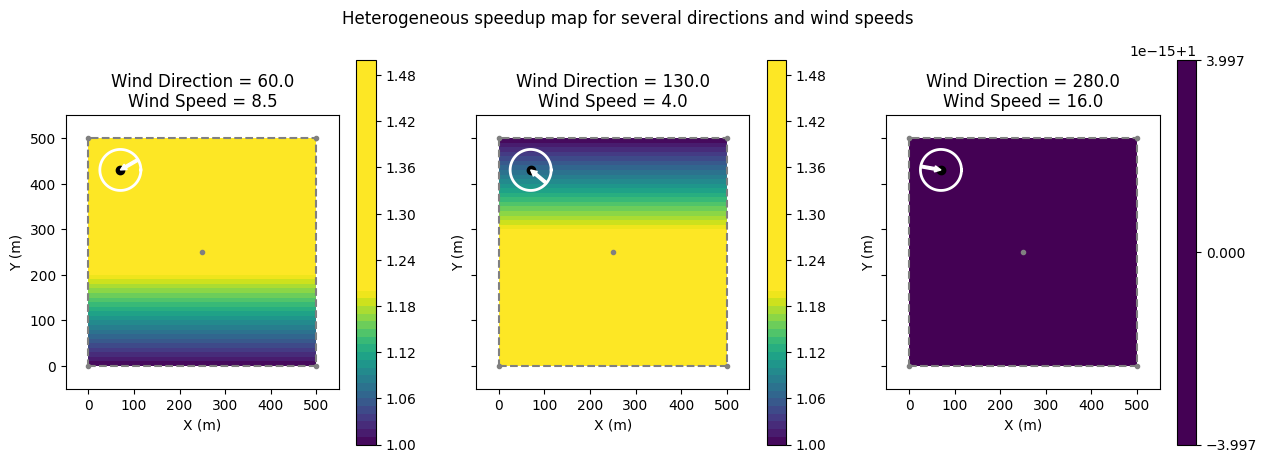 Heterogeneous speedup map for several directions and wind speeds
Wind Direction = 60.0
Wind Speed = 8.5
500
400
300
200
100
0
Y (m)
0 100 200 300 400 500
X (m)
1.48
1.42
1.36
1.30
1.24
1.18
1.12
1.06
1.00
Wind Direction = 130.0
Wind Speed = 4.0
Y (m)
0 100 200 300 400 500
X (m)
1.48
1.42
1.36
1.30
1.24
1.18
1.12
1.06
1.00
Wind Direction = 280.0
Wind Speed = 16.0
Y (m)
0 100 200 300 400 500
X (m)
1e-15+1
3.997
0.000
−3.997